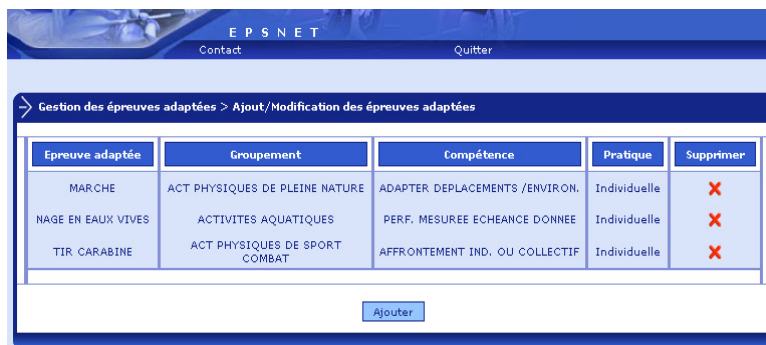 EPSNET
Contact Quitter
Gestion des épreuves adaptées > Ajout/Modification des épreuves adaptées
Epreuve adaptée Groupement Compétence Pratique Supprimer
MARCHE ACT PHYSIQUES DE PLEINE NATURE ADAPTER DEPLACEMENTS /ENVIRON. Individuelle
NAGE EN EAUX VIVES ACTIVITES AQUATIQUES PERF. MESUREE ECHEANCE DONNEE Individuelle
TIR CARABINE ACT PHYSIQUES DE SPORT COMBAT AFFRONTEMENT IND. OU COLLECTIF Individuelle
Ajouter